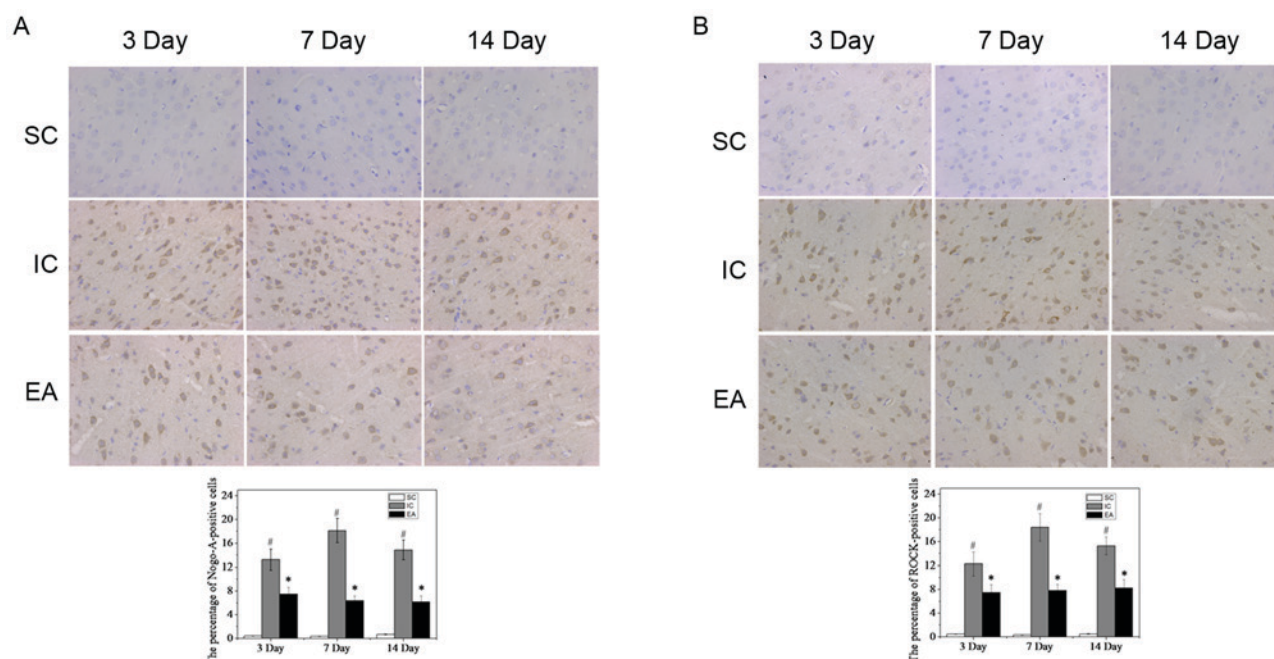 A
3 Day 7 Day 14 Day
SC
IC
EA
The percentage of Nogo-A-positive cells
24
20
16
12
8
4
0
SC
IC
EA
# # #
* * *
3 Day 7 Day 14 Day
B
3 Day 7 Day 14 Day
SC
IC
EA
The percentage of ROCK-positive cells
24
20
16
12
8
4
0
SC
IC
EA
# # #
* * *
3 Day 7 Day 14 Day